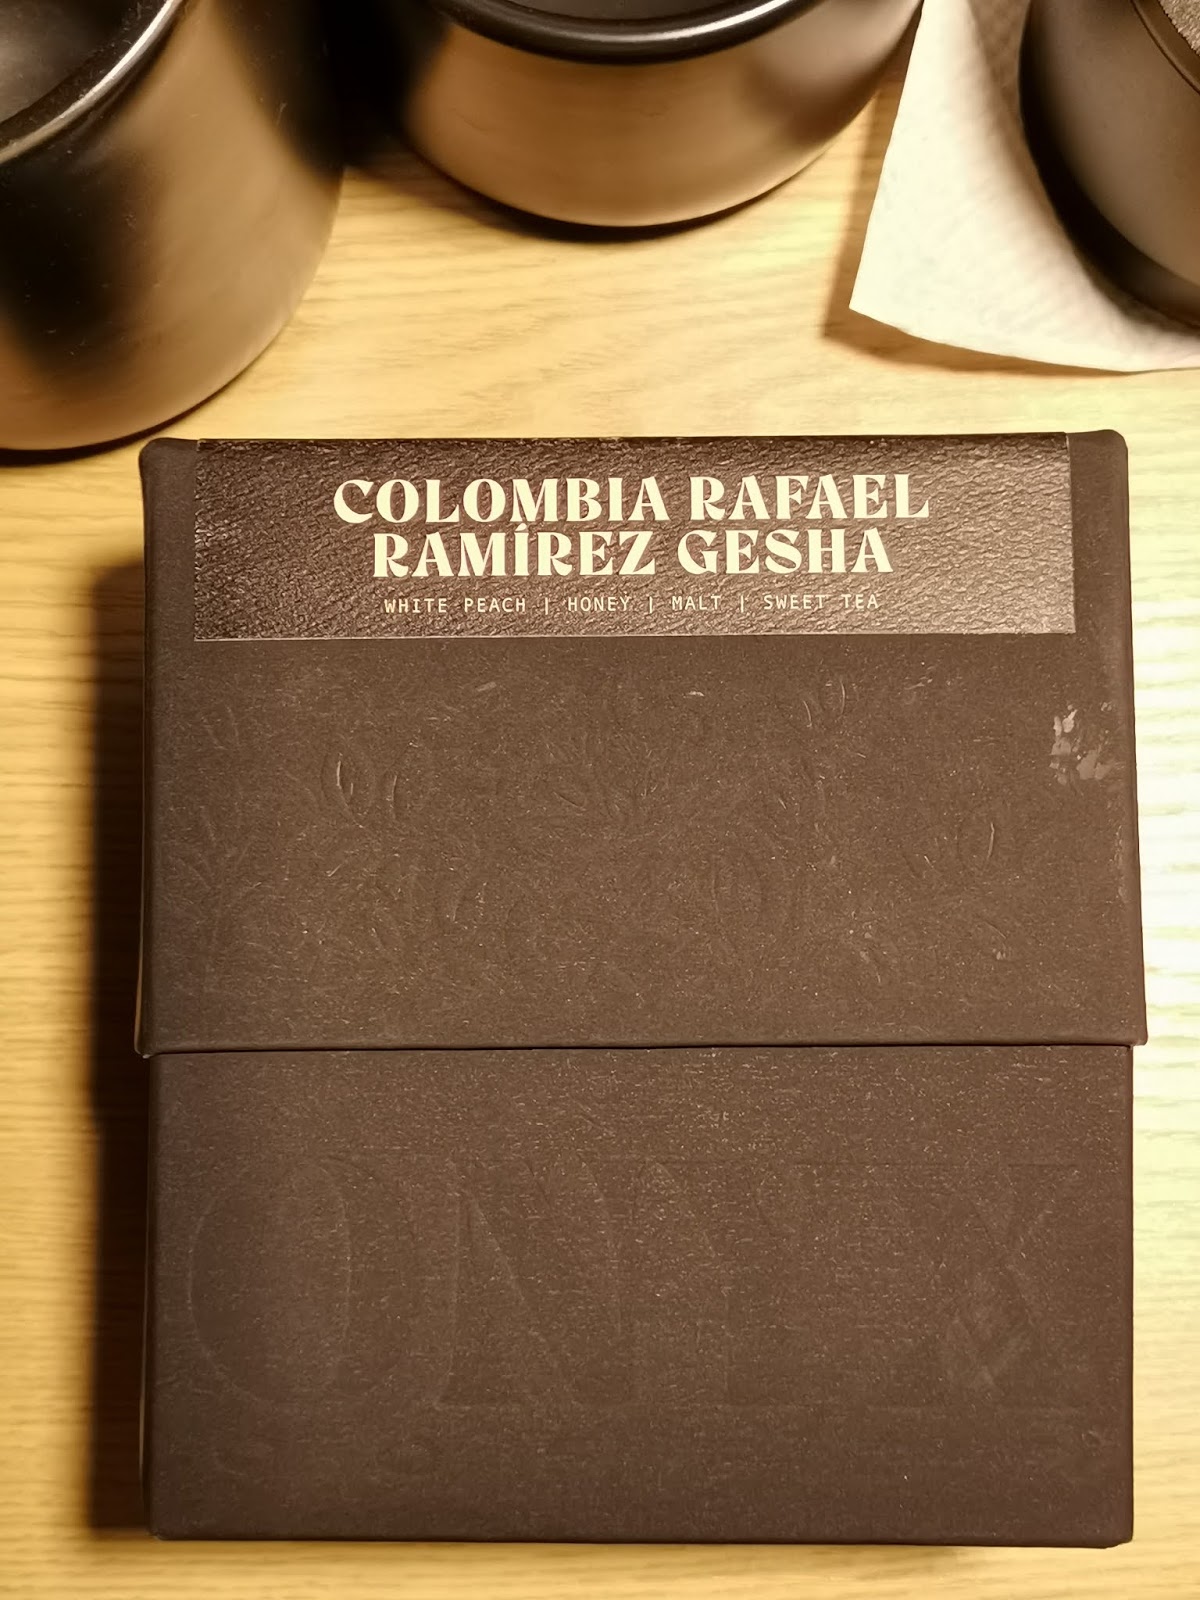 COLOMBIA RAFAEL
RAMÍREZ GESHA
WHITE PEACH | HONEY | MALT | SWEET TEA
ONYX